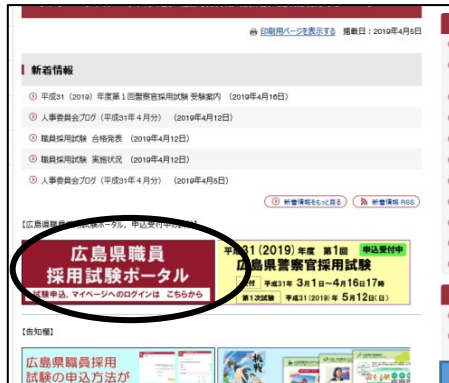 印刷用ページを表示する 掲載日：2019年4月5日
新着情報
平成31（2019）年度第1回警察官採用試験 受験案内 （2019年4月16日）
人事委員会ブログ（平成31年4月分） （2019年4月12日）
職員採用試験 合格発表 （2019年4月12日）
職員採用試験 実施状況 （2019年4月12日）
人事委員会ブログ（平成31年4月分） （2019年4月5日）
新着情報をもっと見る 新着情報 RSS
広島県職員
採用試験ポータル
試験申込、マイページへのログインは こちらから
31（2019）年度 第1回 申込受付中
広島県警察官採用試験
平成31年 3月1日～4月16日17時
第1次試験 平成31（2019）年 5月12日（日）
【告知欄】
広島県職員採用
試験の申込方法が
挑戦